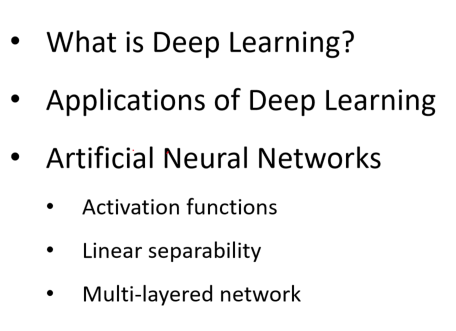 • What is Deep Learning?
• Applications of Deep Learning
• Artificial Neural Networks
• Activation functions
• Linear separability
• Multi-layered network